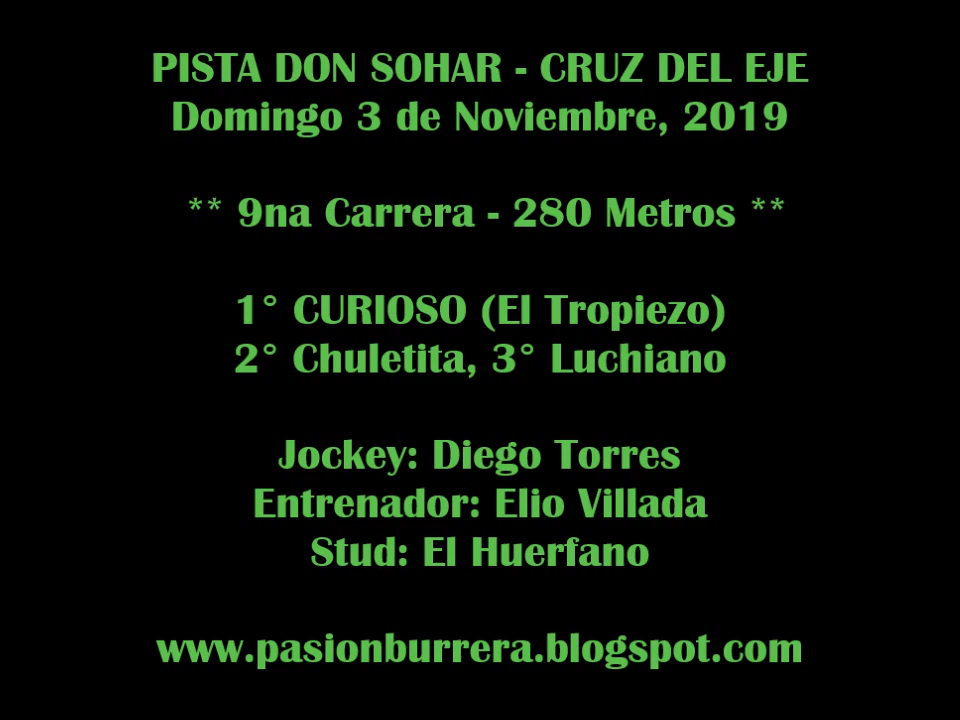 PISTA DON SOHAR - CRUZ DEL EJE
Domingo 3 de Noviembre, 2019
** 9na Carrera - 280 Metros **
1° CURIOSO (El Tropiezo)
2° Chuletita, 3° Luchiano
Jockey: Diego Torres
Entrenador: Elio Villada
Stud: El Huerfano
www.pasionburrera.blogspot.com